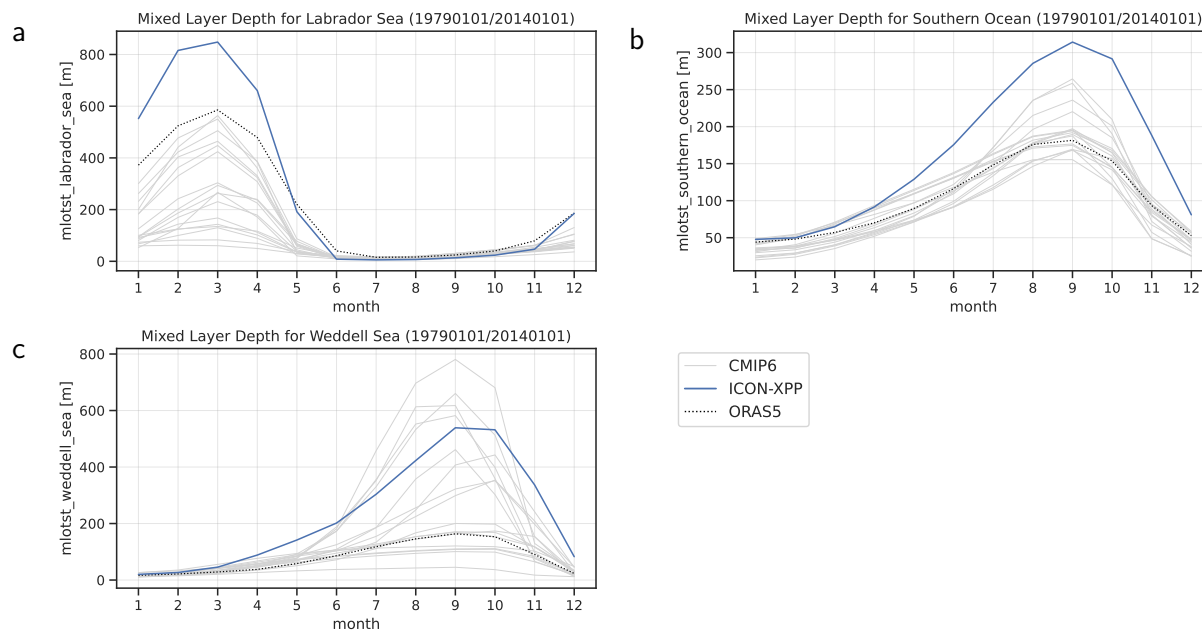 a
Mixed Layer Depth for Labrador Sea (19790101/20140101)
mlotst_labrador_sea [m]
800
600
400
200
0
1 2 3 4 5 6 7 8 9 10 11 12
month
b
Mixed Layer Depth for Southern Ocean (19790101/20140101)
mlotst_southern_ocean [m]
300
250
200
150
100
50
1 2 3 4 5 6 7 8 9 10 11 12
month
c
Mixed Layer Depth for Weddell Sea (19790101/20140101)
mlotst_weddell_sea [m]
800
600
400
200
0
1 2 3 4 5 6 7 8 9 10 11 12
month
CMIP6
ICON-XPP
ORAS5